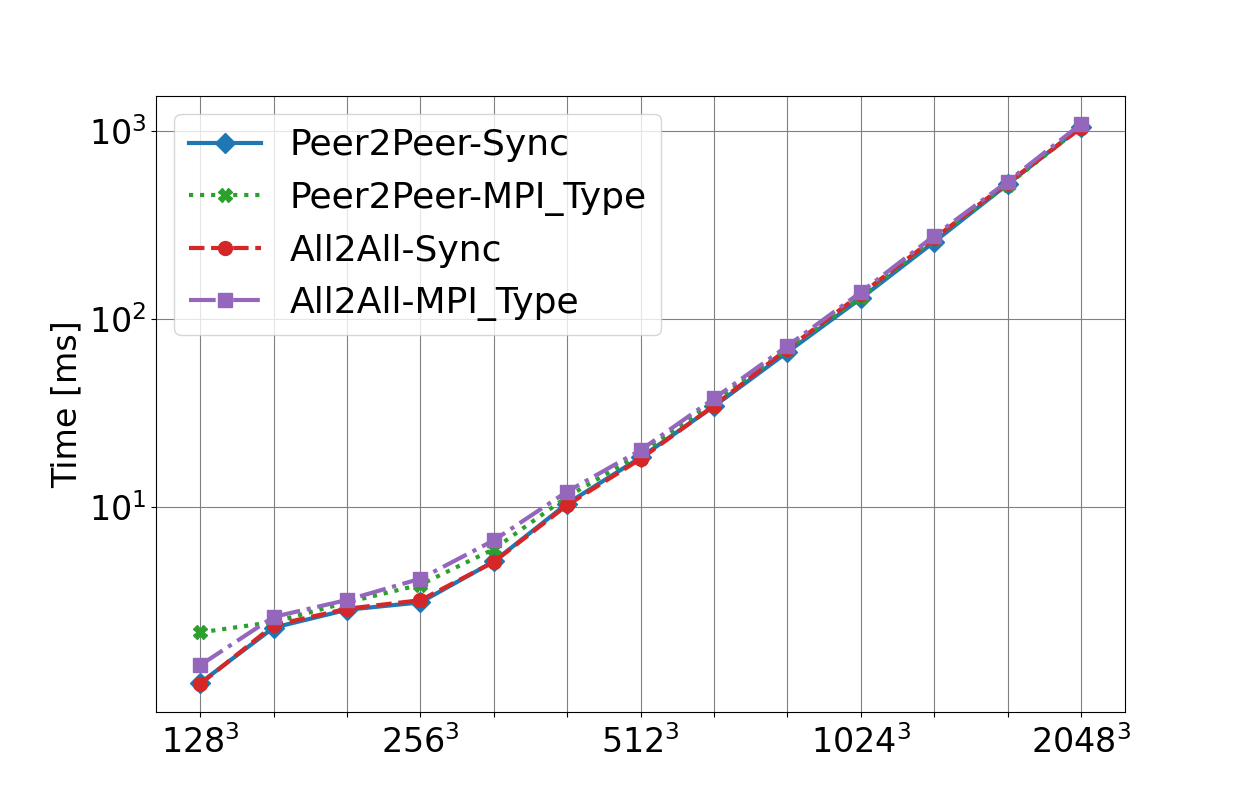 Peer2Peer-Sync
Peer2Peer-MPI_Type
All2All-Sync
All2All-MPI_Type
Time [ms]
10³
10²
10¹
128³ 256³ 512³ 1024³ 2048³